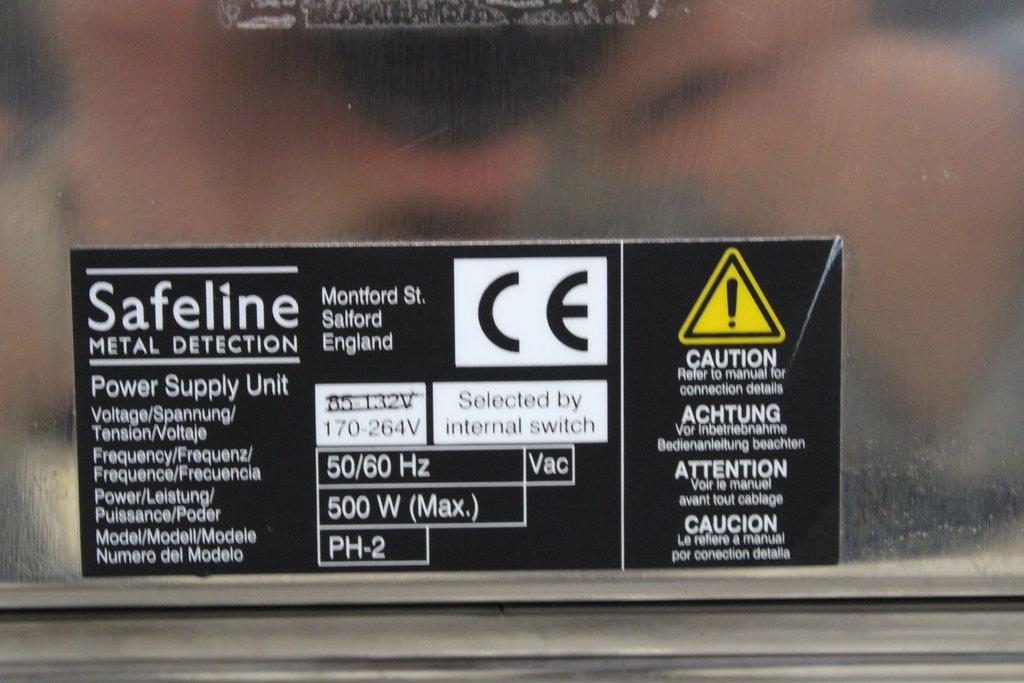 Safeline
METAL DETECTION
Montford St.
Salford
England
CE
Power Supply Unit
Voltage/Spannung/
Tension/Voltaje
85-132V
170-264V
Selected by
internal switch
Frequency/Frequenz/
Frequence/Frecuencia
50/60 Hz
Vac
Power/Leistung/
Puissance/Poder
500 W (Max.)
Model/Modell/Modele
Numero del Modelo
PH-2
CAUTION
Refer to manual for
connection details
ACHTUNG
Vor Inbetriebnahme
Bedienanleitung beachten
ATTENTION
Voir le manuel
avant tout cablage
CAUCION
Le refiere a manual
por conection detalla